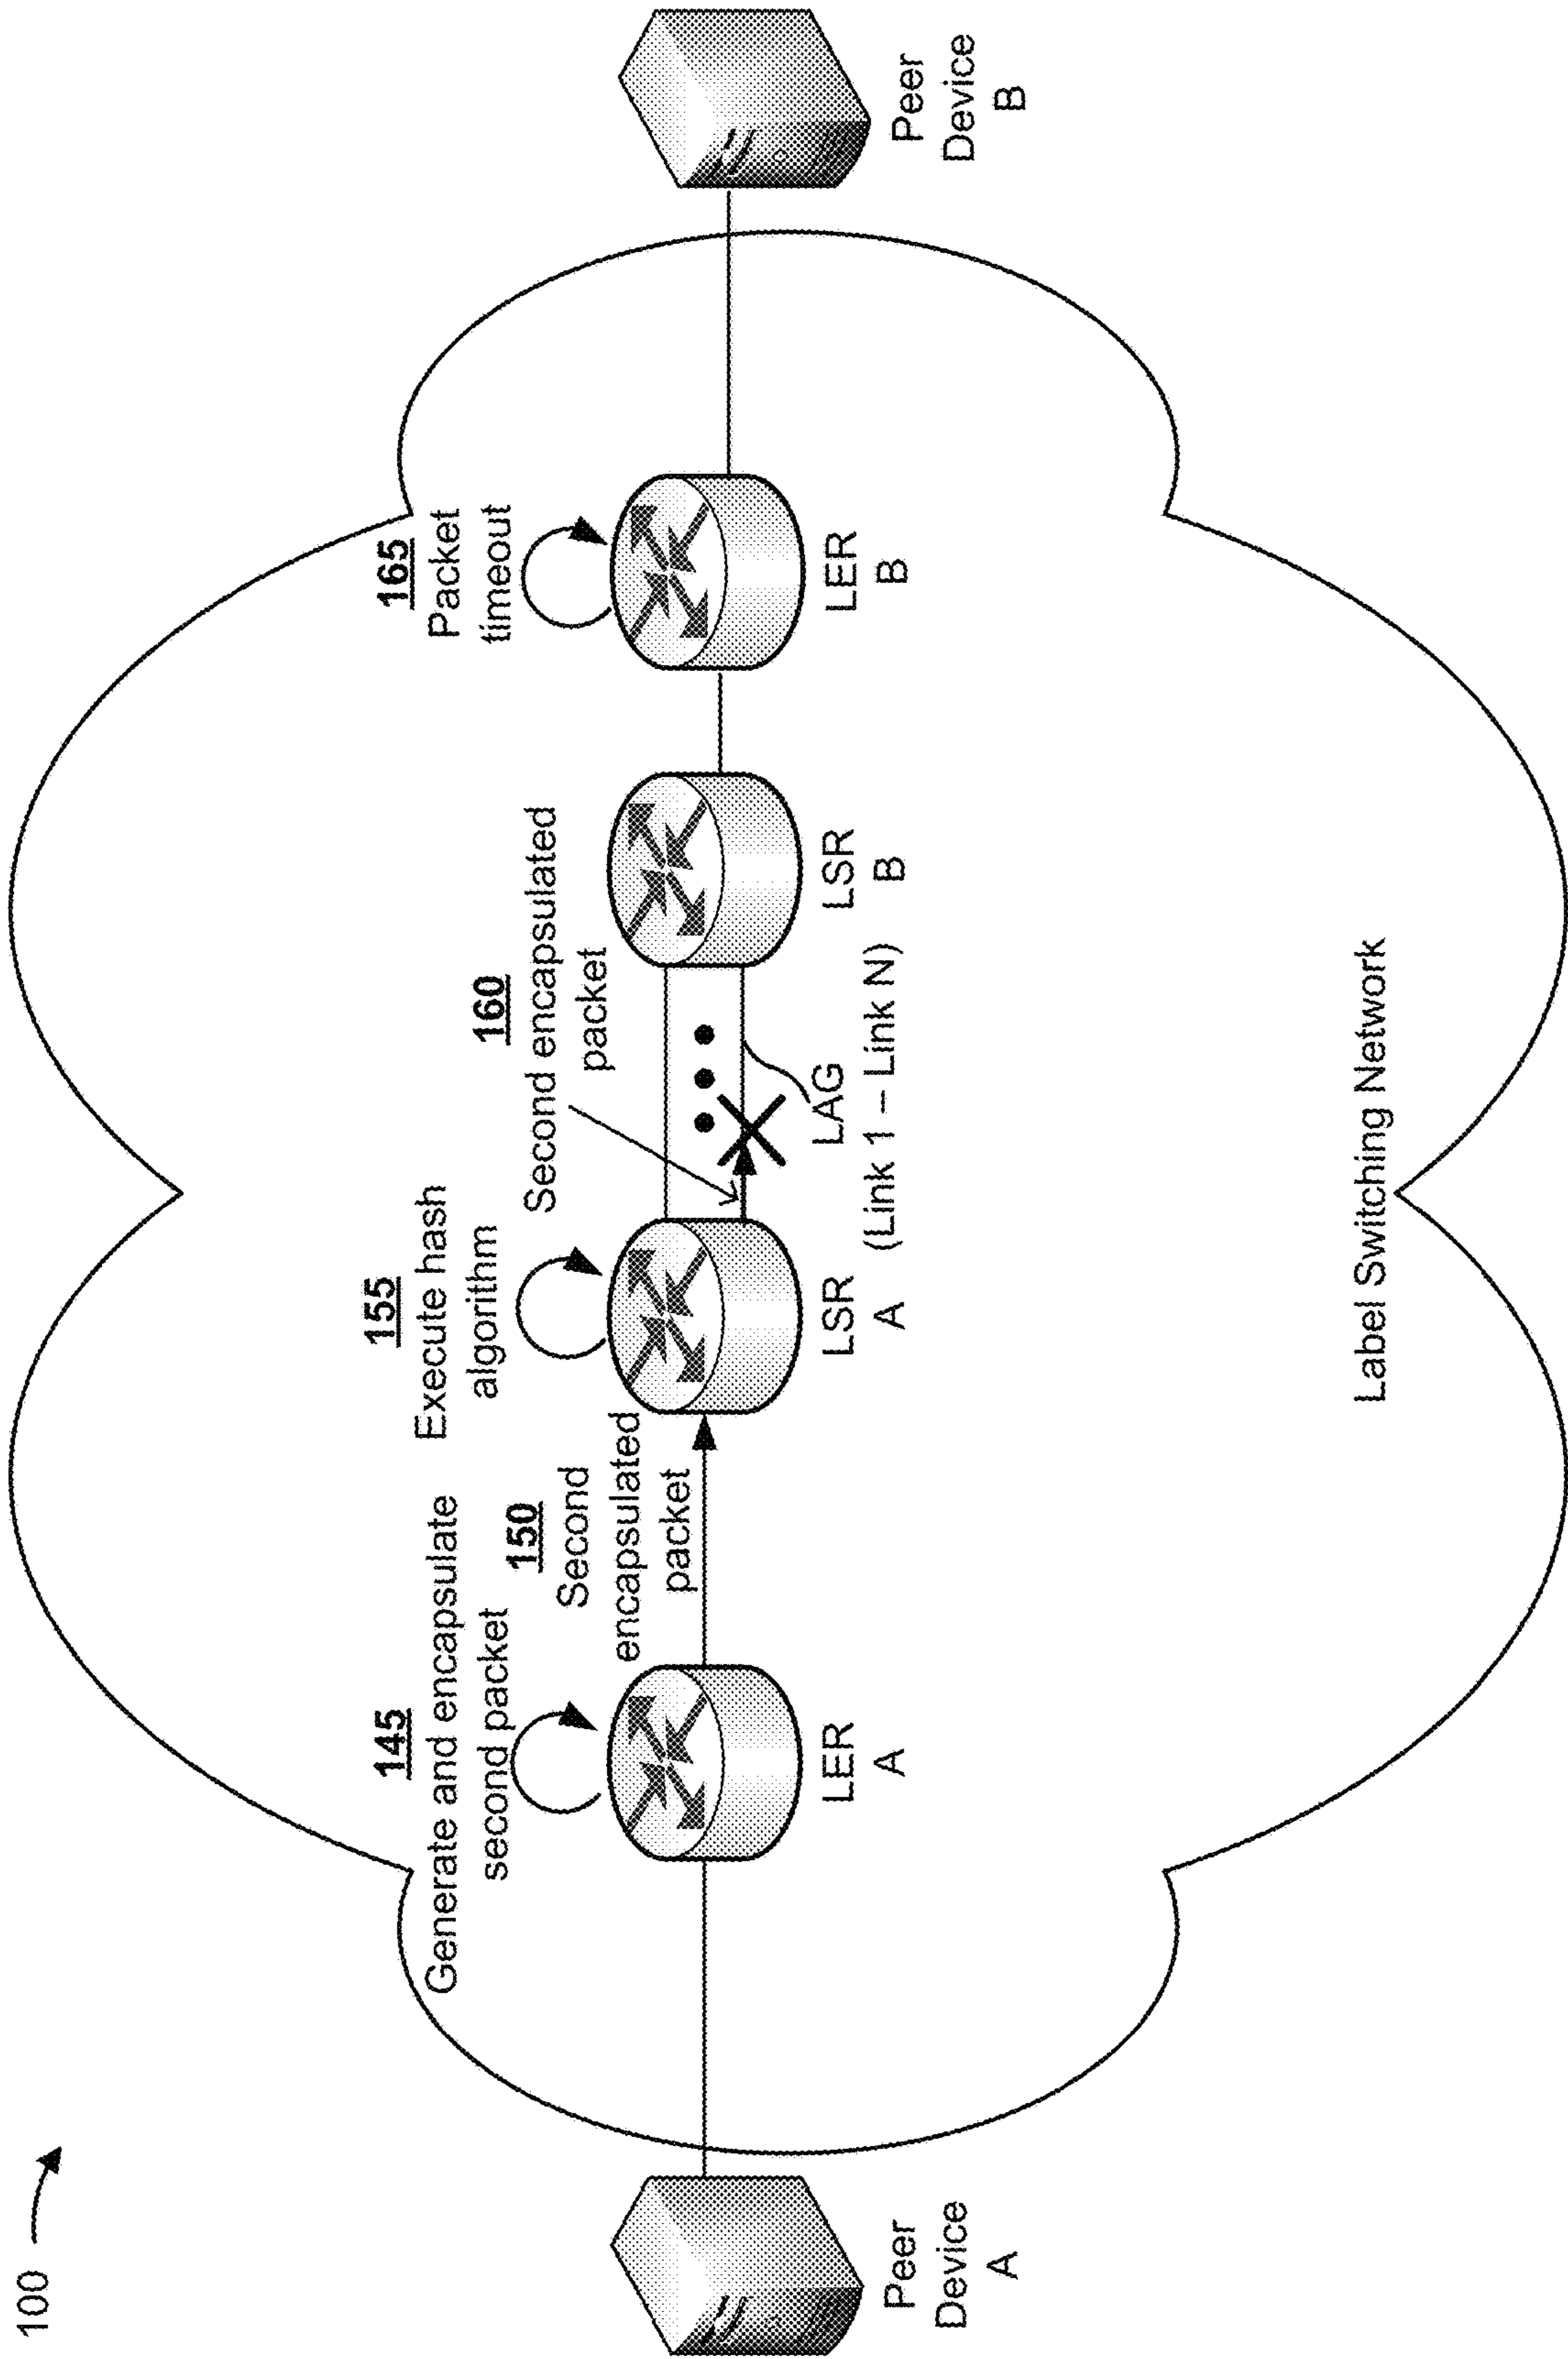 100
145
Generate and encapsulate
second packet
150
Second
encapsulated
packet
155
Execute hash
algorithm
160
Second encapsulated
packet
165
Packet
timeout
Peer
Device
A
LER
A
LSR
A
LAG
(Link 1 – Link N)
LSR
B
LER
B
Peer
Device
B
Label Switching Network